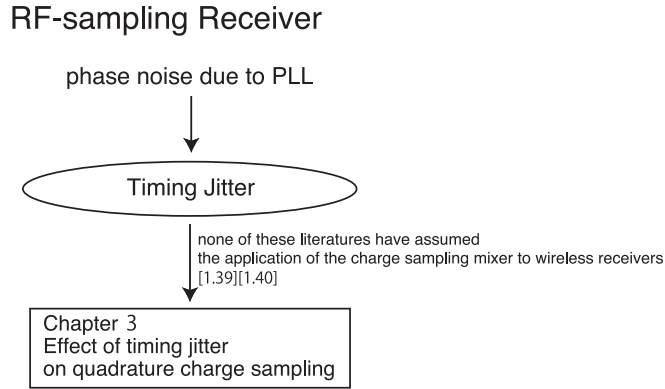 RF-sampling Receiver
phase noise due to PLL
Timing Jitter
none of these literatures have assumed
the application of the charge sampling mixer to wireless receivers
[1.39][1.40]
Chapter 3
Effect of timing jitter
on quadrature charge sampling